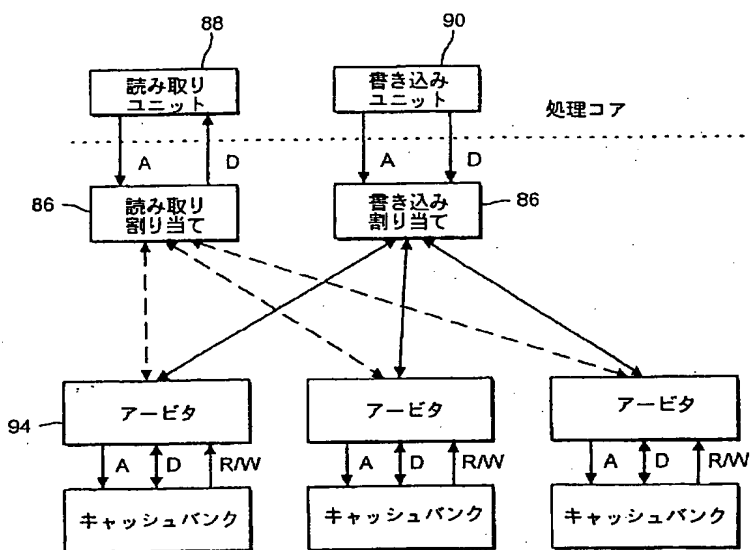 88
90
読み取り
ユニット
書き込み
ユニット
処理コア
A
D
A
D
86
読み取り
割り当て
書き込み
割り当て
86
94
アービタ
アービタ
アービタ
A
D
R/W
A
D
R/W
A
D
R/W
キャッシュバンク
キャッシュバンク
キャッシュバンク